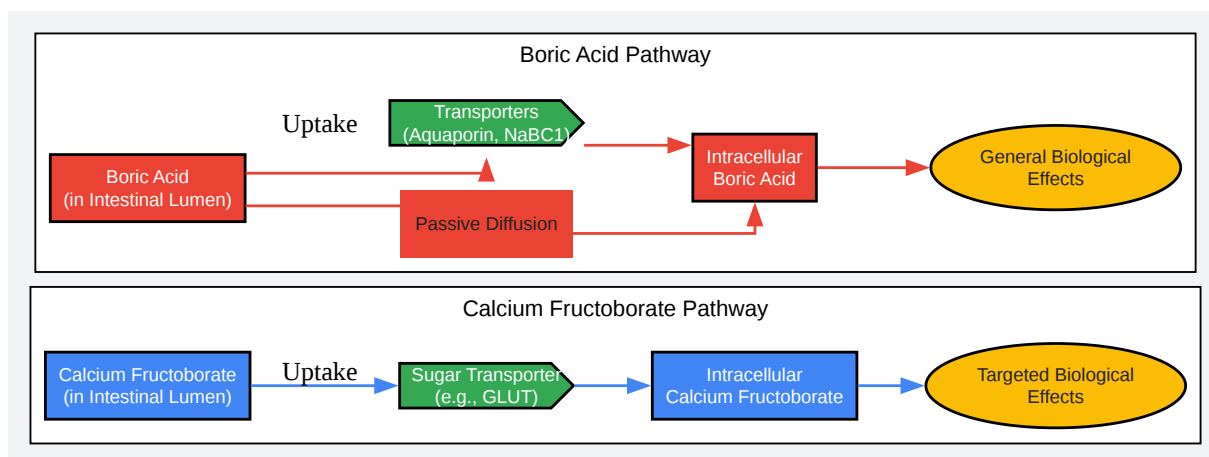 Boric Acid Pathway
Uptake
Transporters
(Aquaporin, NaBC1)
Boric Acid
(in Intestinal Lumen)
Passive Diffusion
Intracellular
Boric Acid
General Biological
Effects
Calcium Fructoborate Pathway
Calcium Fructoborate
(in Intestinal Lumen)
Uptake
Sugar Transporter
(e.g., GLUT)
Intracellular
Calcium Fructoborate
Targeted Biological
Effects